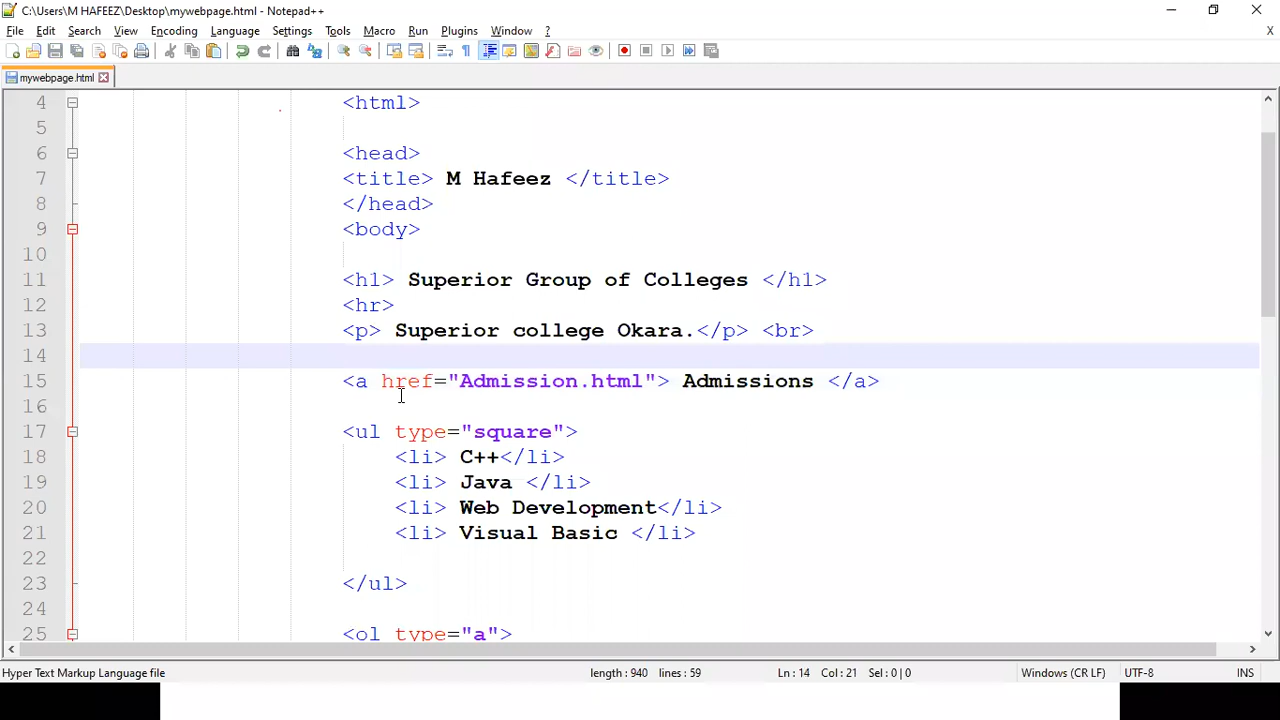 C:\Users\M HAFEEZ\Desktop\mywebpage.html - Notepad++
File Edit Search View Encoding Language Settings Tools Macro Run Plugins Window ? X
mywebpage.html
4 <html>
5
6 <head>
7 <title> M Hafeez </title>
8 </head>
9 <body>
10
11 <h1> Superior Group of Colleges </h1>
12 <hr>
13 <p> Superior college Okara.</p> <br>
14
15 <a href="Admission.html"> Admissions </a>
16
17 <ul type="square">
18 <li> C++</li>
19 <li> Java </li>
20 <li> Web Development</li>
21 <li> Visual Basic </li>
22
23 </ul>
24
25 <ol type="a">
Hyper Text Markup Language file length : 940 lines : 59 Ln : 14 Col : 21 Sel : 0 | 0 Windows (CR LF) UTF-8 INS